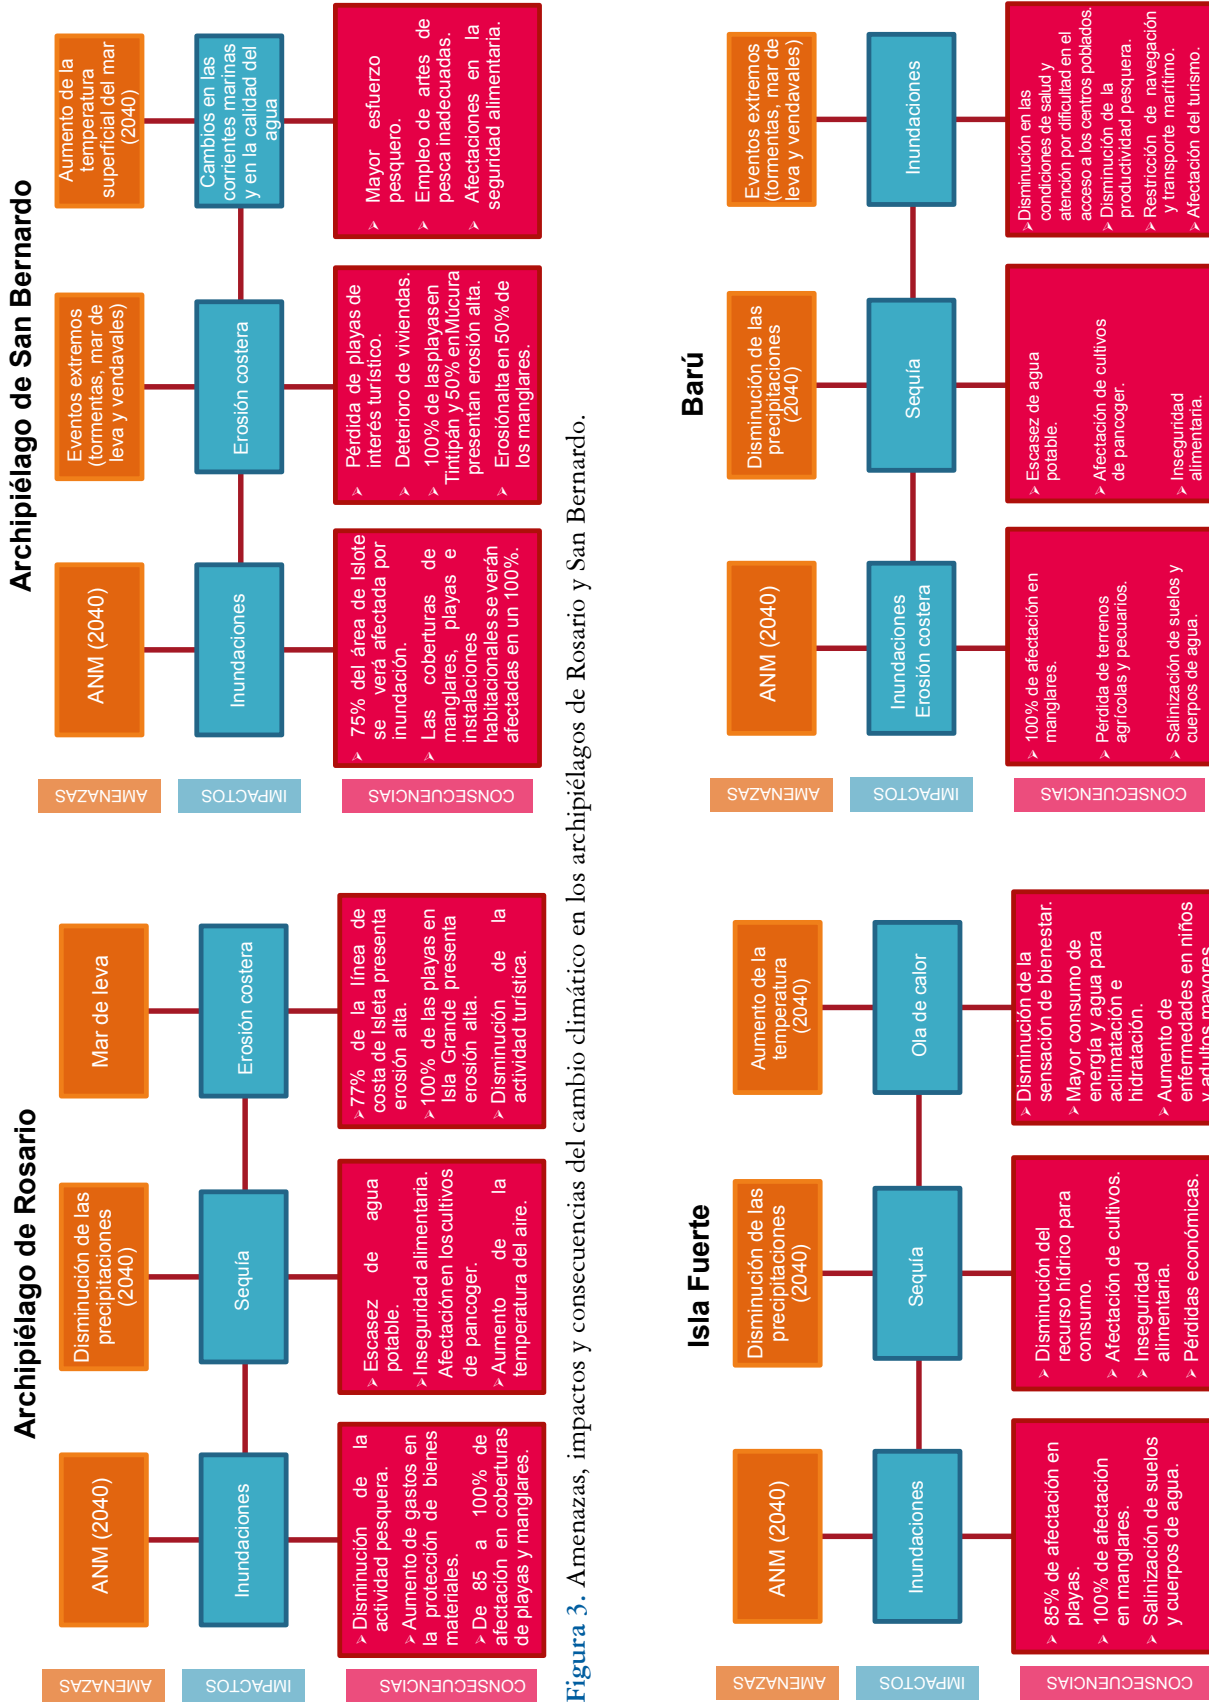 Archipiélago de Rosario
AMENAZAS
IMPACTOS
CONSECUENCIAS
ANM (2040)
Inundaciones
➢ Disminución de la
actividad pesquera.
➢ Aumento de gastos en
la protección de bienes
materiales.
➢ De 85 a 100% de
afectación en coberturas
de playas y manglares.
Disminución de las
precipitaciones
(2040)
Sequía
➢ Escasez de agua
potable.
➢ Inseguridad alimentaria.
Afectación en los cultivos
de pancoger.
➢ Aumento de la
temperatura del aire.
Mar de leva
Erosión costera
➢ 77% de la línea de
costa de Isleta presenta
erosión alta.
➢ 100% de las playas en
Isla Grande presenta
erosión alta.
➢ Disminución de la
actividad turística.
Archipiélago de San Bernardo
AMENAZAS
IMPACTOS
CONSECUENCIAS
ANM (2040)
Inundaciones
➢ 75% del área de Islote
se verá afectada por
inundación.
➢ Las coberturas de
manglares, playas e
instalaciones
habitacionales se verán
afectadas en un 100%.
Eventos extremos
(tormentas, mar de
leva y vendavales)
Erosión costera
➢ Pérdida de playas de
interés turístico.
➢ Deterioro de viviendas.
➢ 100% de las playas en
Tintipán y 50% en Múcura
presentan erosión alta.
➢ Erosión alta en 50% de
los manglares.
Aumento de la
temperatura
superficial del mar
(2040)
Cambios en las
corrientes marinas
y en la calidad del
agua
➢ Mayor esfuerzo
pesquero.
➢ Empleo de artes de
pesca inadecuadas.
➢ Afectaciones en la
seguridad alimentaria.
Figura 3. Amenazas, impactos y consecuencias del cambio climático en los archipiélagos de Rosario y San Bernardo.
Isla Fuerte
AMENAZAS
IMPACTOS
CONSECUENCIAS
ANM (2040)
Inundaciones
➢ 85% de afectación en
playas.
➢ 100% de afectación
en manglares.
➢ Salinización de suelos
y cuerpos de agua.
Disminución de las
precipitaciones
(2040)
Sequía
➢ Disminución del
recurso hídrico para
consumo.
➢ Afectación de cultivos.
➢ Inseguridad
alimentaria.
➢ Pérdidas económicas.
Aumento de la
temperatura
(2040)
Ola de calor
➢ Disminución de la
sensación de bienestar.
➢ Mayor consumo de
energía y agua para
aclimatación e
hidratación.
➢ Aumento de
enfermedades en niños
y adultos mayores
Barú
AMENAZAS
IMPACTOS
CONSECUENCIAS
ANM (2040)
Inundaciones
Erosión costera
➢ 100% de afectación en
manglares.
➢ Pérdida de terrenos
agrícolas y pecuarios.
➢ Salinización de suelos y
cuerpos de agua.
Disminución de las
precipitaciones
(2040)
Sequía
➢ Escasez de agua
potable.
➢ Afectación de cultivos
de pancoger.
➢ Inseguridad
alimentaria.
Eventos extremos
(tormentas, mar de
leva y vendavales)
Inundaciones
➢ Disminución en las
condiciones de salud y
atención por dificultad en el
acceso a los centros poblados.
➢ Disminución de la
productividad pesquera.
➢ Restricción de navegación
y transporte marítimo.
➢ Afectación del turismo.